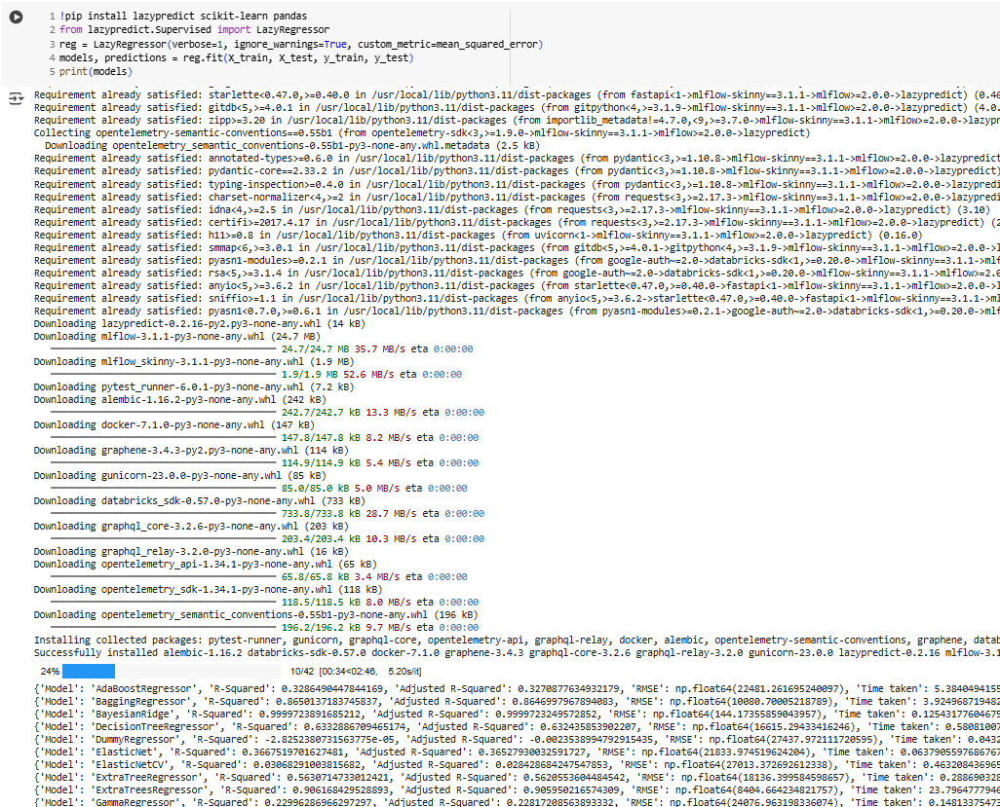 1 !pip install lazypredict scikit-learn pandas
2 from lazypredict.Supervised import LazyRegressor
3 reg = LazyRegressor(verbose=1, ignore_warnings=True, custom_metric=mean_squared_error)
4 models, predictions = reg.fit(X_train, X_test, y_train, y_test)
5 print(models)
Requirement already satisfied: starlette<0.47.0,>=0.40.0 in /usr/local/lib/python3.11/dist-packages (from fastapi<1->mlflow-skinny==3.1.1->mlflow>=2.0.0->lazypredict) (0.46
Requirement already satisfied: gitdb<5,>=4.0.1 in /usr/local/lib/python3.11/dist-packages (from gitpython<4,>=3.1.9->mlflow-skinny==3.1.1->mlflow>=2.0.0->lazypredict) (4.0.
Requirement already satisfied: zipp>=3.20 in /usr/local/lib/python3.11/dist-packages (from importlib_metadata!=4.7.0,<9,>=3.7.0->mlflow-skinny==3.1.1->mlflow>=2.0.0->lazypr
Collecting opentelemetry-semantic-conventions==0.55b1 (from opentelemetry-sdk<3,>=1.9.0->mlflow-skinny==3.1.1->mlflow>=2.0.0->lazypredict)
Downloading opentelemetry_semantic_conventions-0.55b1-py3-none-any.whl.metadata (2.5 kB)
Requirement already satisfied: annotated-types>=0.6.0 in /usr/local/lib/python3.11/dist-packages (from pydantic<3,>=1.10.8->mlflow-skinny==3.1.1->mlflow>=2.0.0->lazypredict
Requirement already satisfied: pydantic-core==2.33.2 in /usr/local/lib/python3.11/dist-packages (from pydantic<3,>=1.10.8->mlflow-skinny==3.1.1->mlflow>=2.0.0->lazypredict)
Requirement already satisfied: typing-inspection>=0.4.0 in /usr/local/lib/python3.11/dist-packages (from pydantic<3,>=1.10.8->mlflow-skinny==3.1.1->mlflow>=2.0.0->lazypredi
Requirement already satisfied: charset-normalizer<4,>=2 in /usr/local/lib/python3.11/dist-packages (from requests<3,>=2.17.3->mlflow-skinny==3.1.1->mlflow>=2.0.0->lazypredi
Requirement already satisfied: idna<4,>=2.5 in /usr/local/lib/python3.11/dist-packages (from requests<3,>=2.17.3->mlflow-skinny==3.1.1->mlflow>=2.0.0->lazypredict) (3.10)
Requirement already satisfied: certifi>=2017.4.17 in /usr/local/lib/python3.11/dist-packages (from requests<3,>=2.17.3->mlflow-skinny==3.1.1->mlflow>=2.0.0->lazypredict) (2
Requirement already satisfied: h11>=0.8 in /usr/local/lib/python3.11/dist-packages (from uvicorn<1->mlflow-skinny==3.1.1->mlflow>=2.0.0->lazypredict) (0.16.0)
Requirement already satisfied: smmap<6,>=3.0.1 in /usr/local/lib/python3.11/dist-packages (from gitdb<5,>=4.0.1->gitpython<4,>=3.1.9->mlflow-skinny==3.1.1->mlflow>=2.0.0->l
Requirement already satisfied: pyasn1-modules>=0.2.1 in /usr/local/lib/python3.11/dist-packages (from google-auth~=2.0->databricks-sdk<1,>=0.20.0->mlflow-skinny==3.1.1->mlf
Requirement already satisfied: rsa<5,>=3.1.4 in /usr/local/lib/python3.11/dist-packages (from google-auth~=2.0->databricks-sdk<1,>=0.20.0->mlflow-skinny==3.1.1->mlflow>=2.0
Requirement already satisfied: anyio<5,>=3.6.2 in /usr/local/lib/python3.11/dist-packages (from starlette<0.47.0,>=0.40.0->fastapi<1->mlflow-skinny==3.1.1->mlflow>=2.0.0->l
Requirement already satisfied: sniffio>=1.1 in /usr/local/lib/python3.11/dist-packages (from anyio<5,>=3.6.2->starlette<0.47.0,>=0.40.0->fastapi<1->mlflow-skinny==3.1.1->ml
Requirement already satisfied: pyasn1<0.7.0,>=0.6.1 in /usr/local/lib/python3.11/dist-packages (from pyasn1-modules>=0.2.1->google-auth~=2.0->databricks-sdk<1,>=0.20.0->mlf
Downloading lazypredict-0.2.16-py2.py3-none-any.whl (14 kB)
Downloading mlflow-3.1.1-py3-none-any.whl (24.7 MB)
24.7/24.7 MB 35.7 MB/s eta 0:00:00
Downloading mlflow_skinny-3.1.1-py3-none-any.whl (1.9 MB)
1.9/1.9 MB 52.6 MB/s eta 0:00:00
Downloading pytest_runner-6.0.1-py3-none-any.whl (7.2 kB)
Downloading alembic-1.16.2-py3-none-any.whl (242 kB)
242.7/242.7 kB 13.3 MB/s eta 0:00:00
Downloading docker-7.1.0-py3-none-any.whl (147 kB)
147.8/147.8 kB 8.2 MB/s eta 0:00:00
Downloading graphene-3.4.3-py2.py3-none-any.whl (114 kB)
114.9/114.9 kB 5.4 MB/s eta 0:00:00
Downloading gunicorn-23.0.0-py3-none-any.whl (85 kB)
85.0/85.0 kB 5.0 MB/s eta 0:00:00
Downloading databricks_sdk-0.57.0-py3-none-any.whl (733 kB)
733.8/733.8 kB 28.7 MB/s eta 0:00:00
Downloading graphql_core-3.2.6-py3-none-any.whl (203 kB)
203.4/203.4 kB 10.3 MB/s eta 0:00:00
Downloading graphql_relay-3.2.0-py3-none-any.whl (16 kB)
Downloading opentelemetry_api-1.34.1-py3-none-any.whl (65 kB)
65.8/65.8 kB 3.4 MB/s eta 0:00:00
Downloading opentelemetry_sdk-1.34.1-py3-none-any.whl (118 kB)
118.5/118.5 kB 8.0 MB/s eta 0:00:00
Downloading opentelemetry_semantic_conventions-0.55b1-py3-none-any.whl (196 kB)
196.2/196.2 kB 9.7 MB/s eta 0:00:00
Installing collected packages: pytest-runner, gunicorn, graphql-core, opentelemetry-api, graphql-relay, docker, alembic, opentelemetry-semantic-conventions, graphene, datab
Successfully installed alembic-1.16.2 databricks-sdk-0.57.0 docker-7.1.0 graphene-3.4.3 graphql-core-3.2.6 graphql-relay-3.2.0 gunicorn-23.0.0 lazypredict-0.2.16 mlflow-3.1
24% 10/42 [00:34<02:46, 5.20s/it]
{'Model': 'AdaBoostRegressor', 'R-Squared': 0.3286490447844169, 'Adjusted R-Squared': 0.3270877634932179, 'RMSE': np.float64(22481.261695240097), 'Time taken': 5.3840494155
{'Model': 'BaggingRegressor', 'R-Squared': 0.8650137183745837, 'Adjusted R-Squared': 0.8646997967894083, 'RMSE': np.float64(10080.70005218789), 'Time taken': 3.924968719482
{'Model': 'BayesianRidge', 'R-Squared': 0.9999723891685212, 'Adjusted R-Squared': 0.9999723249572852, 'RMSE': np.float64(144.17355859043957), 'Time taken': 0.1254317760467
{'Model': 'DecisionTreeRegressor', 'R-Squared': 0.6332886709465174, 'Adjusted R-Squared': 0.632435853902207, 'RMSE': np.float64(16615.29433416246), 'Time taken': 0.58081007
{'Model': 'DummyRegressor', 'R-Squared': -2.8252380731563775e-05, 'Adjusted R-Squared': -0.0023538994792915435, 'RMSE': np.float64(27437.972111720595), 'Time taken': 0.0432
{'Model': 'ElasticNet', 'R-Squared': 0.3667519701627481, 'Adjusted R-Squared': 0.36527930032591727, 'RMSE': np.float64(21833.974519624204), 'Time taken': 0.0637905597686767
{'Model': 'ElasticNetCV', 'R-Squared': 0.03068291003815682, 'Adjusted R-Squared': 0.028428684247547853, 'RMSE': np.float64(27013.372692612338), 'Time taken': 0.463208436965
{'Model': 'ExtraTreeRegressor', 'R-Squared': 0.5630714733012421, 'Adjusted R-Squared': 0.5620553604484542, 'RMSE': np.float64(18136.399584598657), 'Time taken': 0.288690328
{'Model': 'ExtraTreesRegressor', 'R-Squared': 0.906168429528893, 'Adjusted R-Squared': 0.905950216574309, 'RMSE': np.float64(8404.664234821757), 'Time taken': 23.7964777946
{'Model': 'GammaRegressor', 'R-Squared': 0.22996286966297297, 'Adjusted R-Squared': 0.22817208563893332, 'RMSE': np.float64(24076.963198336074), 'Time taken': 0.1481347547